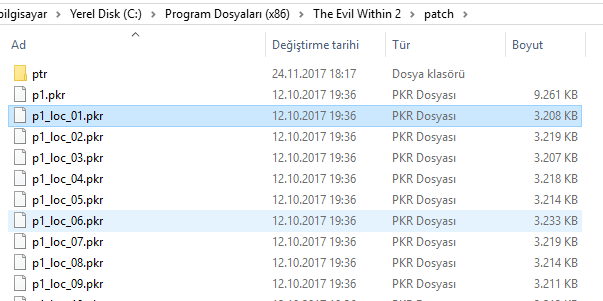 bilgisayar > Yerel Disk (C:) > Program Dosyaları (x86) > The Evil Within 2 > patch >
Ad Değiştirme tarihi Tür Boyut
ptr 24.11.2017 18:17 Dosya klasörü
p1.pkr 12.10.2017 19:36 PKR Dosyası 9.261 KB
p1_loc_01.pkr 12.10.2017 19:36 PKR Dosyası 3.208 KB
p1_loc_02.pkr 12.10.2017 19:36 PKR Dosyası 3.219 KB
p1_loc_03.pkr 12.10.2017 19:36 PKR Dosyası 3.207 KB
p1_loc_04.pkr 12.10.2017 19:36 PKR Dosyası 3.218 KB
p1_loc_05.pkr 12.10.2017 19:36 PKR Dosyası 3.214 KB
p1_loc_06.pkr 12.10.2017 19:36 PKR Dosyası 3.233 KB
p1_loc_07.pkr 12.10.2017 19:36 PKR Dosyası 3.219 KB
p1_loc_08.pkr 12.10.2017 19:36 PKR Dosyası 3.214 KB
p1_loc_09.pkr 12.10.2017 19:36 PKR Dosyası 3.211 KB